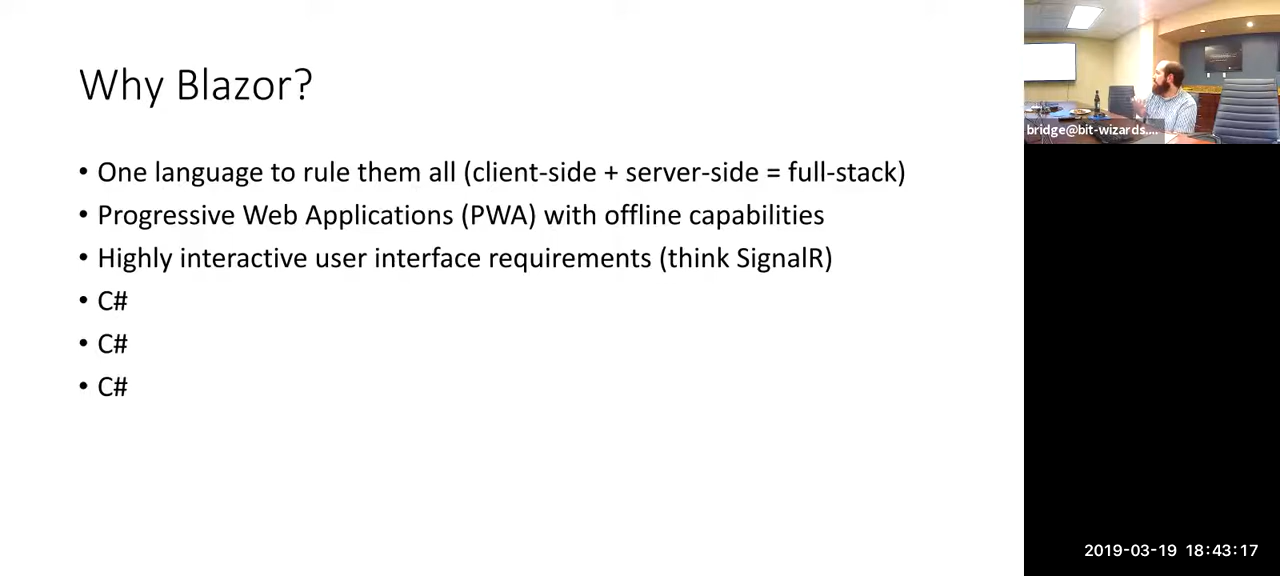 Why Blazor?
• One language to rule them all (client-side + server-side = full-stack)
• Progressive Web Applications (PWA) with offline capabilities
• Highly interactive user interface requirements (think SignalR)
• C#
• C#
• C#
bridge@bit-wizards....
2019-03-19 18:43:17